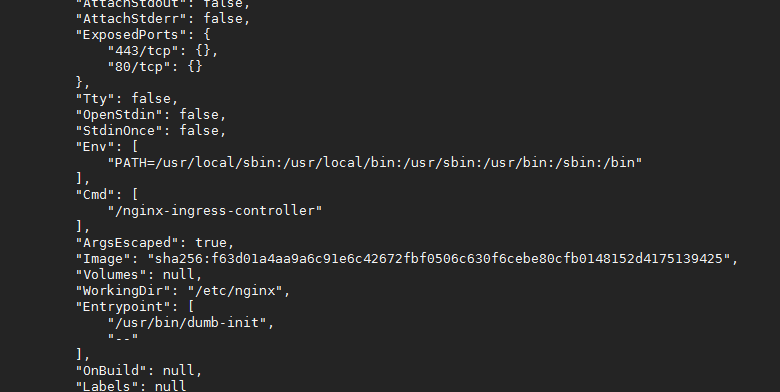 "AttachStdout": false,
"AttachStderr": false,
"ExposedPorts": {
"443/tcp": {},
"80/tcp": {}
},
"Tty": false,
"OpenStdin": false,
"StdinOnce": false,
"Env": [
"PATH=/usr/local/sbin:/usr/local/bin:/usr/sbin:/usr/bin:/sbin:/bin"
],
"Cmd": [
"/nginx-ingress-controller"
],
"ArgsEscaped": true,
"Image": "sha256:f63d01a4aa9a6c91e6c42672fbf0506c630f6cebe80cfb0148152d4175139425",
"Volumes": null,
"WorkingDir": "/etc/nginx",
"Entrypoint": [
"/usr/bin/dumb-init",
"--"
],
"OnBuild": null,
"Labels": null